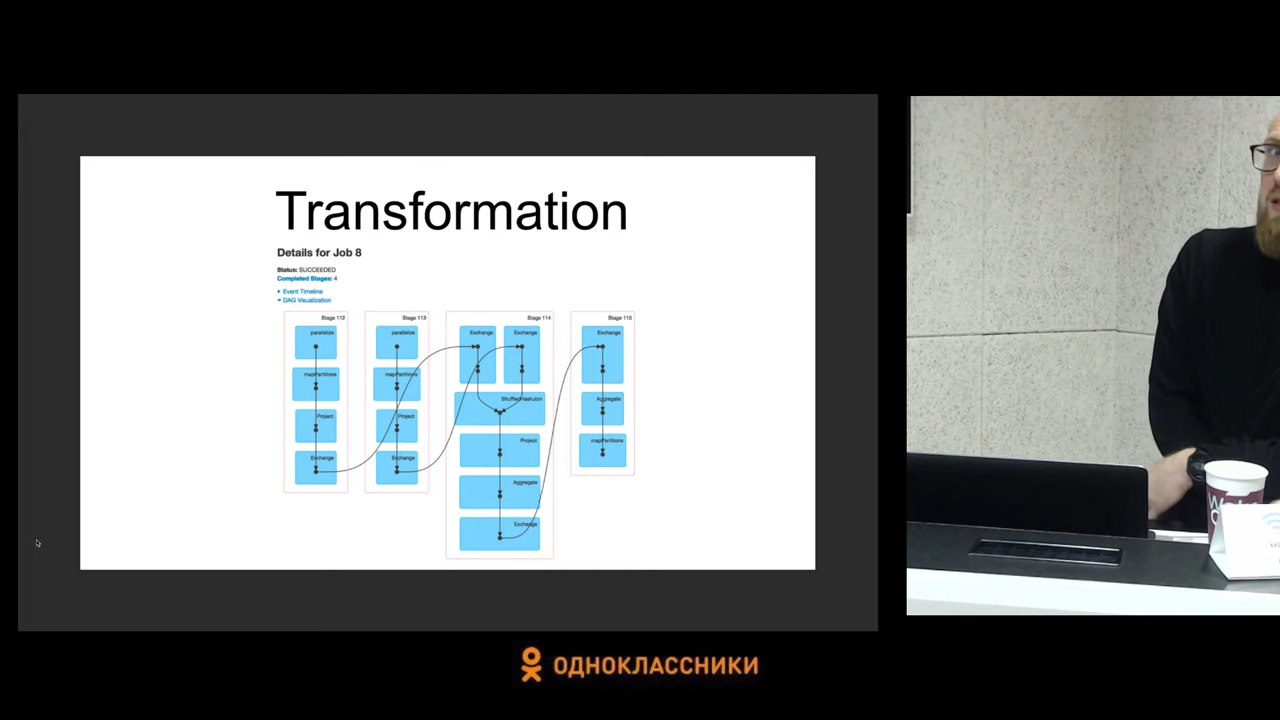 Transformation
Details for Job 8
Status: SUCCEEDED
Completed Stages: 4
Event Timeline
DAG Visualization
Stage 112
parallelize
mapPartitions
Project
Exchange
Stage 113
parallelize
mapPartitions
Project
Exchange
Stage 114
Exchange
Exchange
ShuffledHashJoin
Project
Aggregate
Exchange
Stage 115
Exchange
Aggregate
mapPartitions
ОДНОКЛАССНИКИ